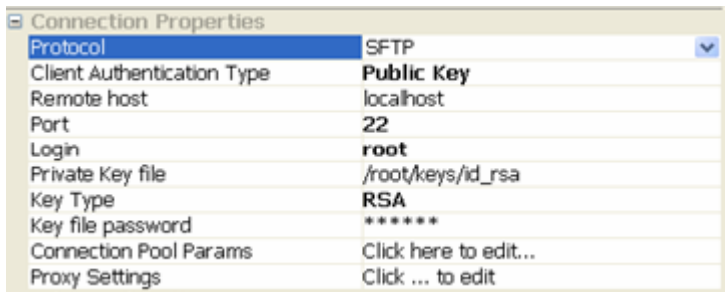 Connection Properties
Protocol SFTP
Client Authentication Type Public Key
Remote host localhost
Port 22
Login root
Private Key file /root/keys/id_rsa
Key Type RSA
Key file password ******
Connection Pool Params Click here to edit...
Proxy Settings Click ... to edit